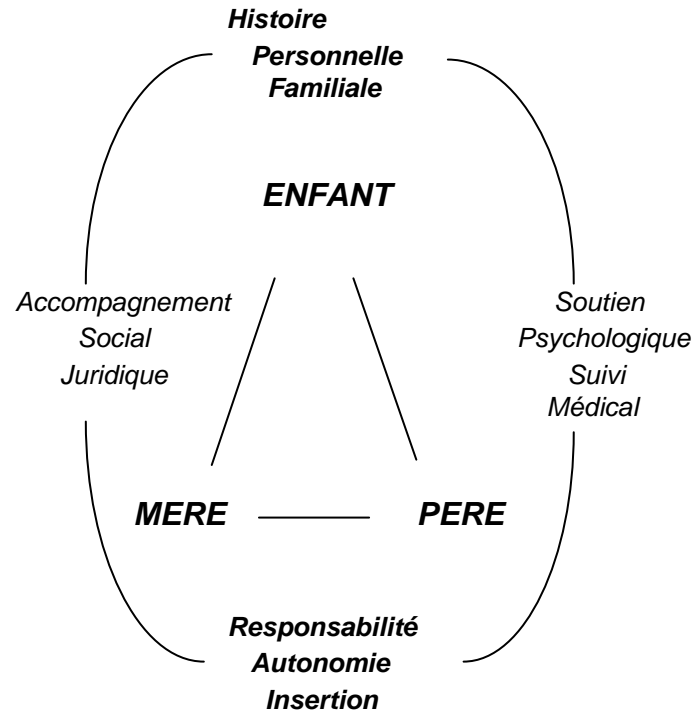 Histoire
Personnelle
Familiale
ENFANT
Accompagnement
Social
Juridique
Soutien
Psychologique
Suivi
Médical
MERE
PERE
Responsabilité
Autonomie
Insertion